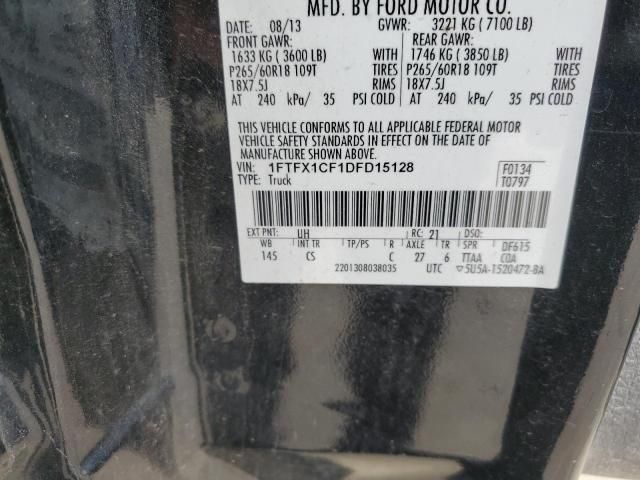 MFD. BY FORD MOTOR CO.
DATE: 08/13 GVWR: 3221 KG ( 7100 LB)
FRONT GAWR: REAR GAWR:
1633 KG ( 3600 LB) WITH 1746 KG ( 3850 LB) WITH
P265/60R18 109T TIRES P265/60R18 109T TIRES
18X7.5J RIMS 18X7.5J RIMS
AT 240 kPa/ 35 PSI COLD AT 240 kPa/ 35 PSI COLD
THIS VEHICLE CONFORMS TO ALL APPLICABLE FEDERAL MOTOR
VEHICLE SAFETY STANDARDS IN EFFECT ON THE DATE OF
MANUFACTURE SHOWN ABOVE.
VIN: 1FTFX1CF1DFD15128 F0134
TYPE: Truck T0797
EXT PNT: UH RC: 21 DSO:
WB INT TR TP/PS R AXLE TR SPR DF615
145 CS C 27 6 TTAA COA
2201308038035 UTC ▽5U5A-1520472-BA